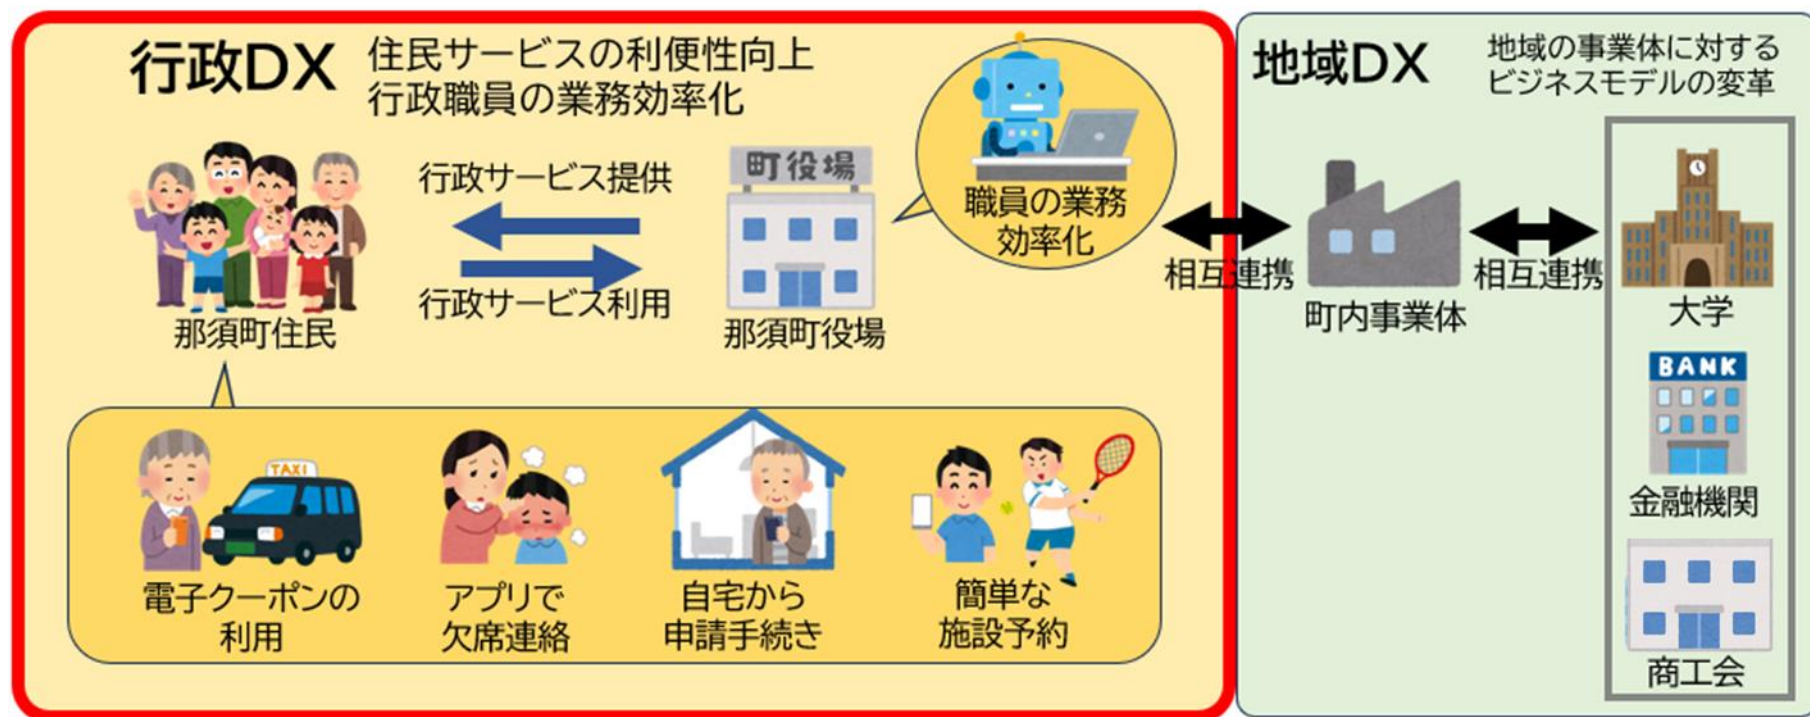 行政DX
住民サービスの利便性向上
行政職員の業務効率化
那須町住民
行政サービス提供
行政サービス利用
町役場
那須町役場
職員の業務
効率化
TAXI
電子クーポンの
利用
アプリで
欠席連絡
自宅から
申請手続き
簡単な
施設予約
相互連携
地域DX
地域の事業体に対する
ビジネスモデルの変革
町内事業体
相互連携
大学
BANK
金融機関
商工会